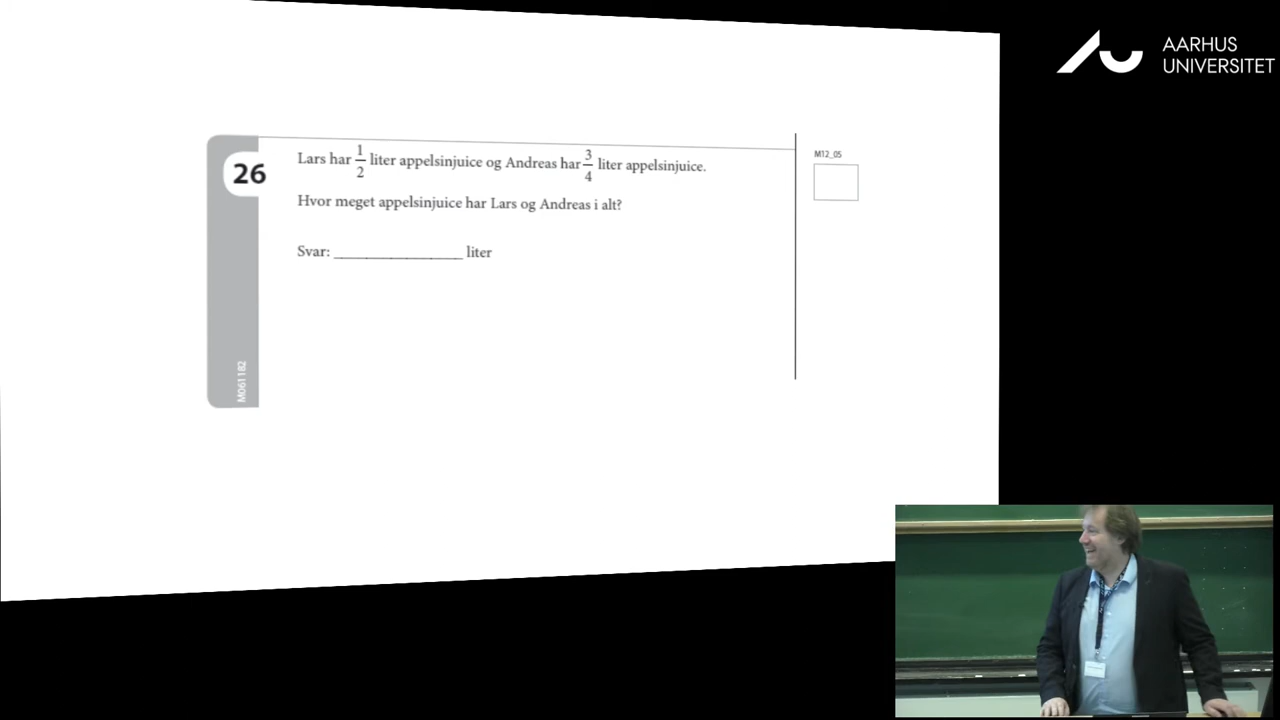 AARHUS
UNIVERSITET
26
Lars har 1/2 liter appelsinjuice og Andreas har 3/4 liter appelsinjuice.
Hvor meget appelsinjuice har Lars og Andreas i alt?
Svar: ________________ liter
M12_05
M061182